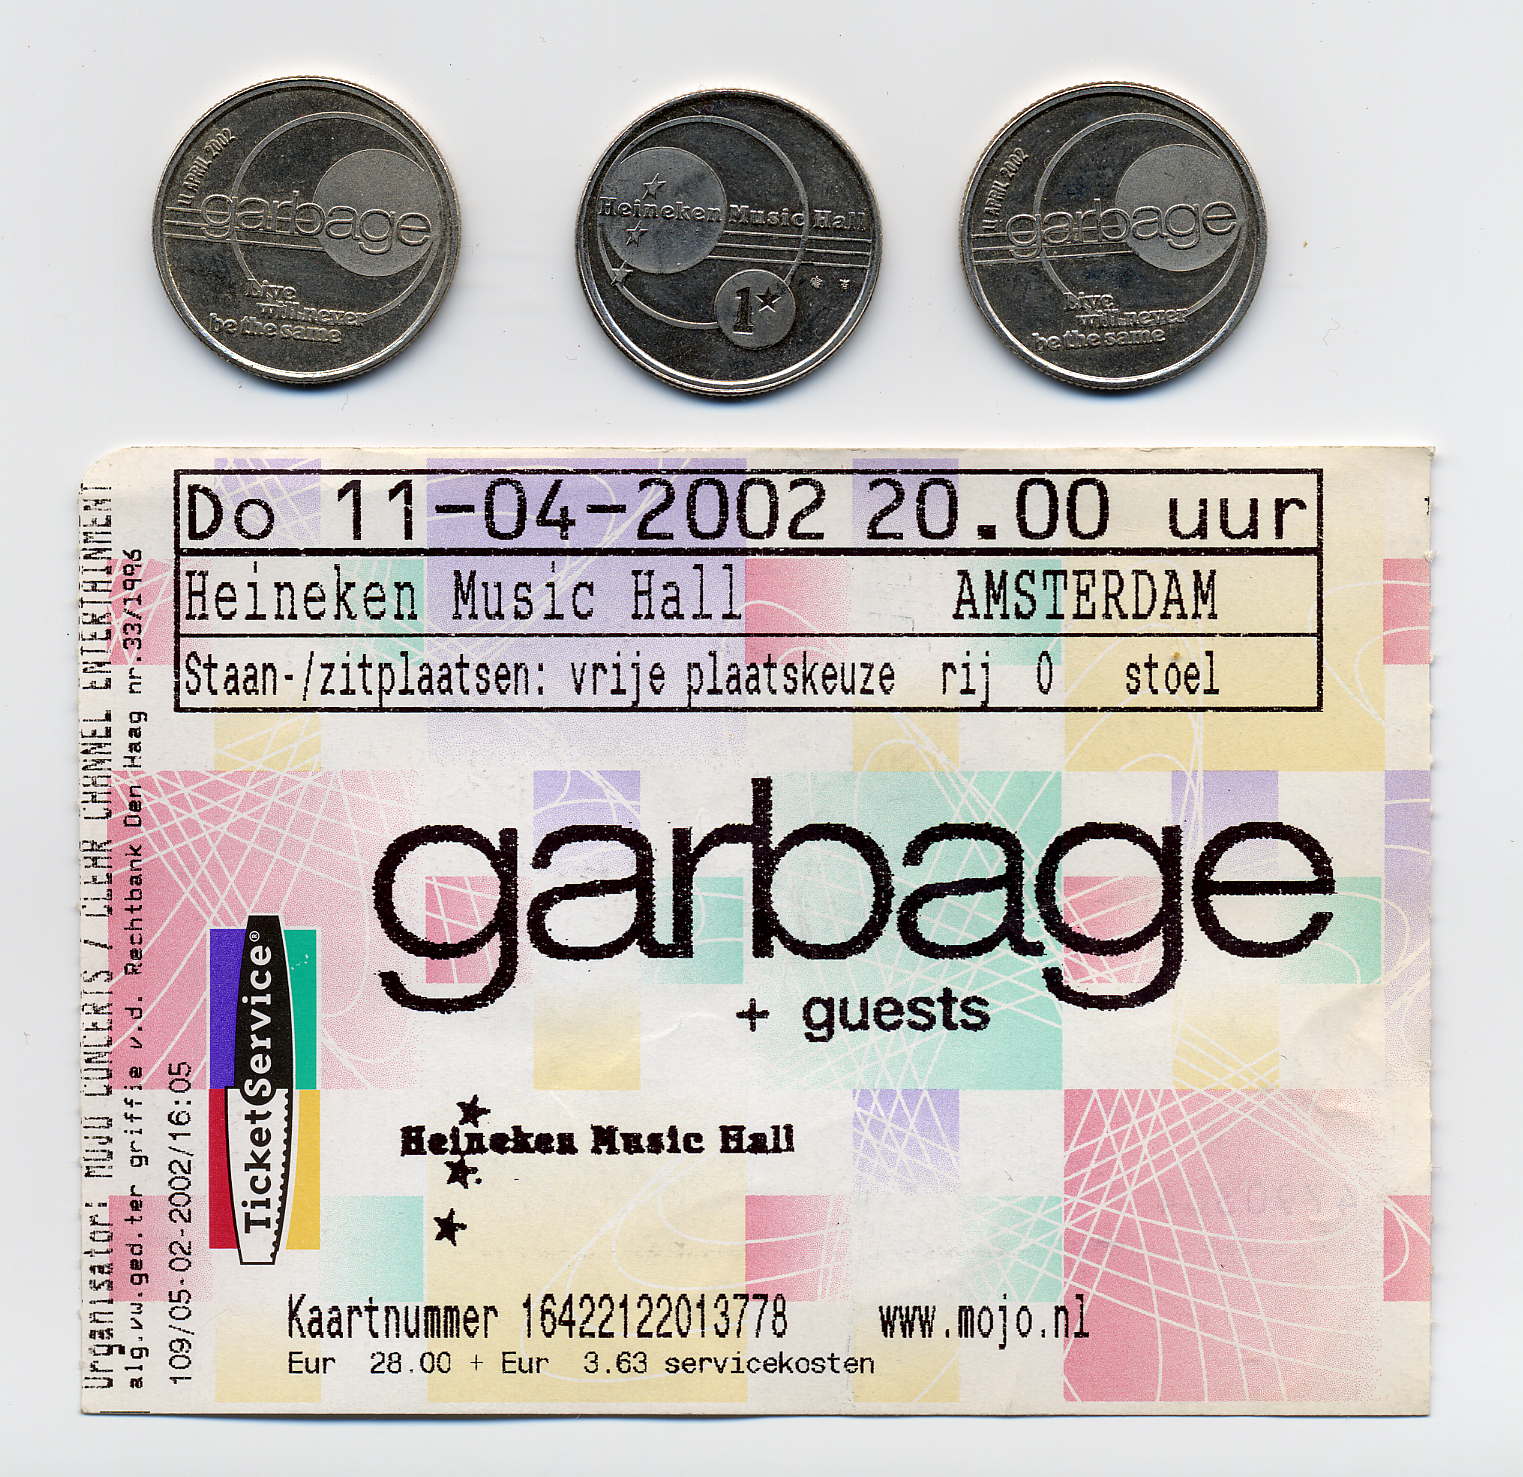 11 APRIL 2002
garbage
Live
will never
be the same
Heineken Music Hall
1
11 APRIL 2002
garbage
Live
will never
be the same
Do 11-04-2002 20.00 uur
Heineken Music Hall AMSTERDAM
Staan-/zitplaatsen: vrije plaatskeuze rij 0 stoel
garbage
+ guests
Heineken Music Hall
Kaartnummer 16422122013778 www.mojo.nl
Eur 28.00 + Eur 3.63 servicekosten
Organisator: MOJO CONCERTS / CLEAR CHANNEL ENTERTAINMENT
alg.vw.ged.ter griffie v.d. Rechtbank Den Haag nr.33/1996
109/05-02-2002/16:05
TicketService®